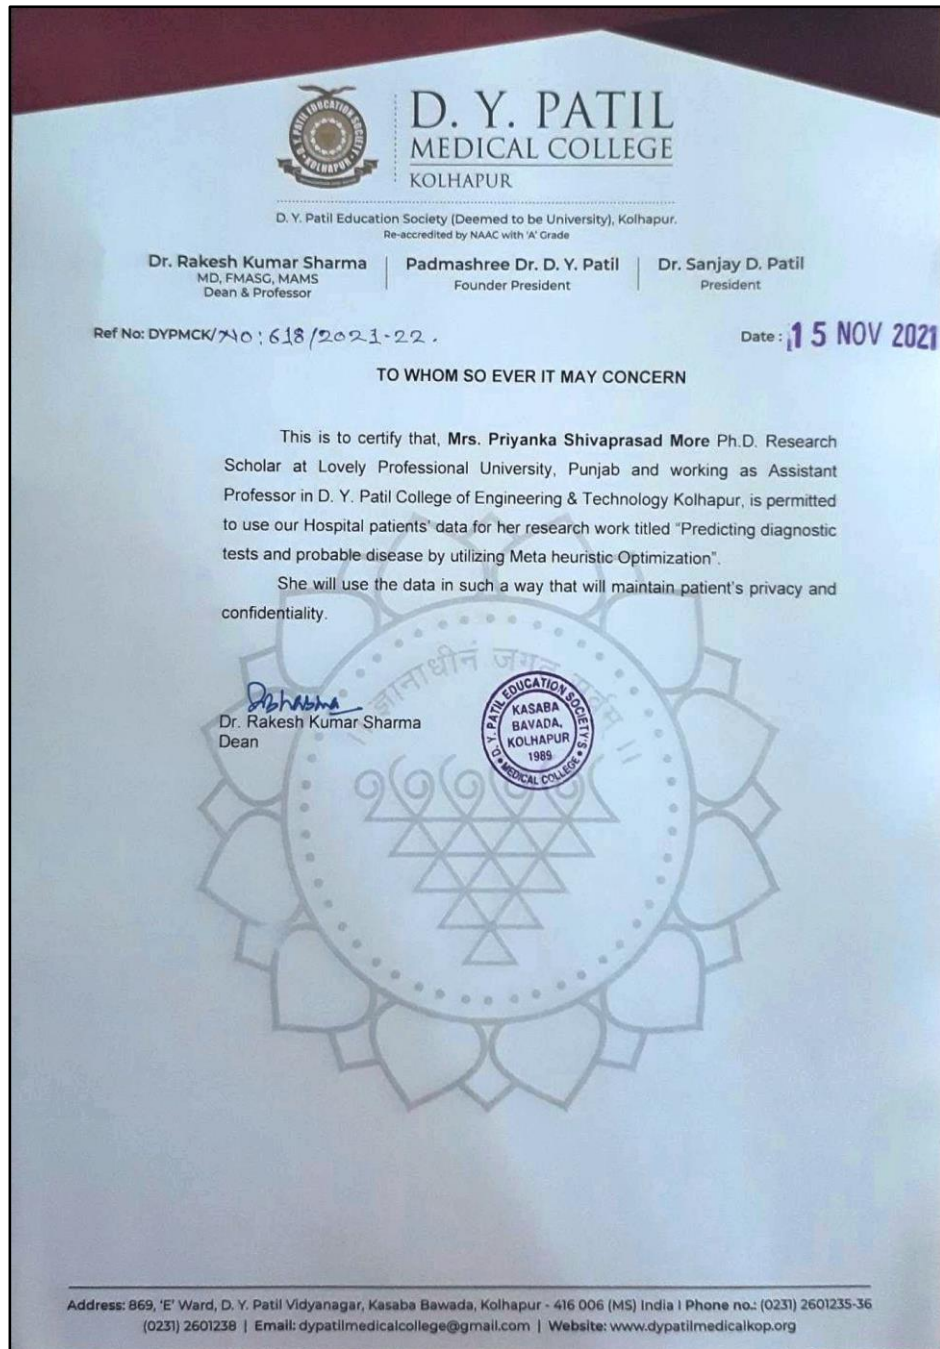 D. Y. PATIL EDUCATION SOCIETY
KOLHAPUR
D. Y. PATIL
MEDICAL COLLEGE
KOLHAPUR
D. Y. Patil Education Society (Deemed to be University), Kolhapur.
Re-accredited by NAAC with 'A' Grade
Dr. Rakesh Kumar Sharma
MD, FMASG, MAMS
Dean & Professor
Padmashree Dr. D. Y. Patil
Founder President
Dr. Sanjay D. Patil
President
Ref No: DYPMCK/No: 618/2021-22.
Date : 15 NOV 2021
TO WHOM SO EVER IT MAY CONCERN
This is to certify that, Mrs. Priyanka Shivaprasad More Ph.D. Research
Scholar at Lovely Professional University, Punjab and working as Assistant
Professor in D. Y. Patil College of Engineering & Technology Kolhapur, is permitted
to use our Hospital patients' data for her research work titled "Predicting diagnostic
tests and probable disease by utilizing Meta heuristic Optimization".
She will use the data in such a way that will maintain patient's privacy and
confidentiality.
॥ ज्ञानाधीनं जगत् सर्वम् ॥
Dr. Rakesh Kumar Sharma
Dean
D. Y. PATIL EDUCATION SOCIETY'S
MEDICAL COLLEGE
KASABA
BAVADA,
KOLHAPUR
1989
Address: 869, 'E' Ward, D. Y. Patil Vidyanagar, Kasaba Bawada, Kolhapur - 416 006 (MS) India I Phone no.: (0231) 2601235-36
(0231) 2601238 | Email: dypatilmedicalcollege@gmail.com | Website: www.dypatilmedicalkop.org